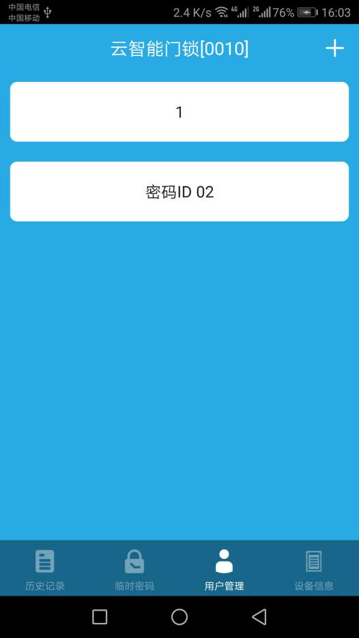 中国电信
中国移动
2.4 K/s 4G 2G 76% 16:03
云智能门锁[0010]
1
密码ID 02
历史记录 临时密码 用户管理 设备信息